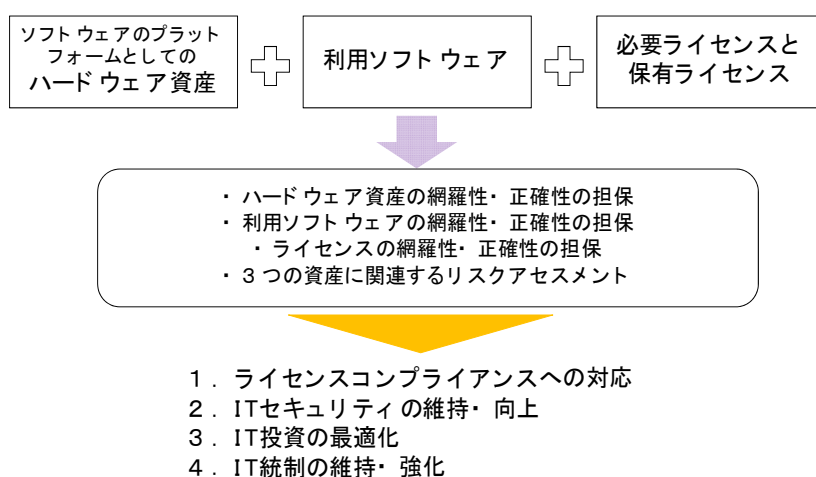 ソフトウェアのプラット
フォームとしての
ハードウェア資産
利用ソフトウェア
必要ライセンスと
保有ライセンス
・ ハードウェア資産の網羅性・正確性の担保
・ 利用ソフトウェアの網羅性・正確性の担保
・ ライセンスの網羅性・正確性の担保
・ ３つの資産に関連するリスクアセスメント
１．ライセンスコンプライアンスへの対応
２．ITセキュリティの維持・向上
３．IT投資の最適化
４．IT統制の維持・強化